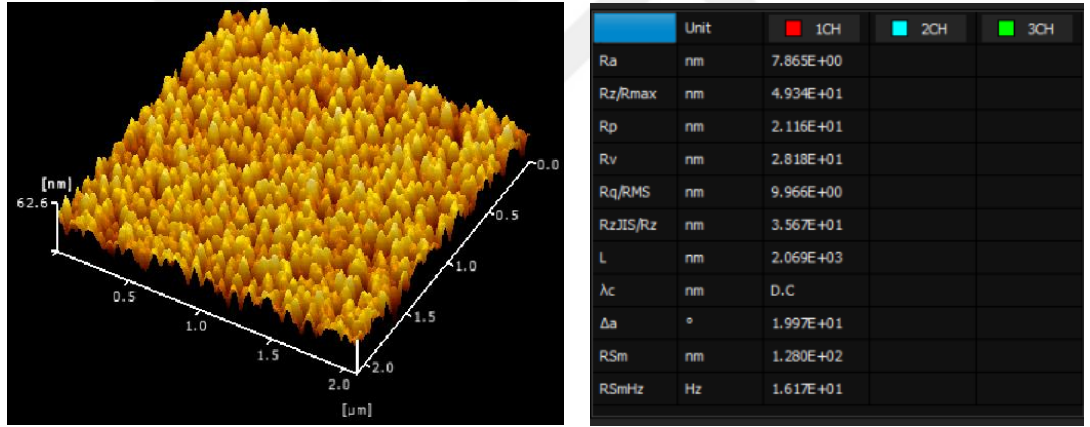 [nm]
62.6
0.5
1.0
1.5
2.0
[μm]
0.0
0.5
1.0
1.5
2.0
Unit 1CH 2CH 3CH
Ra nm 7.865E+00
Rz/Rmax nm 4.934E+01
Rp nm 2.116E+01
Rv nm 2.818E+01
Rq/RMS nm 9.966E+00
RzJIS/Rz nm 3.567E+01
L nm 2.069E+03
λc nm D.C
Δa ° 1.997E+01
RSm nm 1.280E+02
RSmHz Hz 1.617E+01